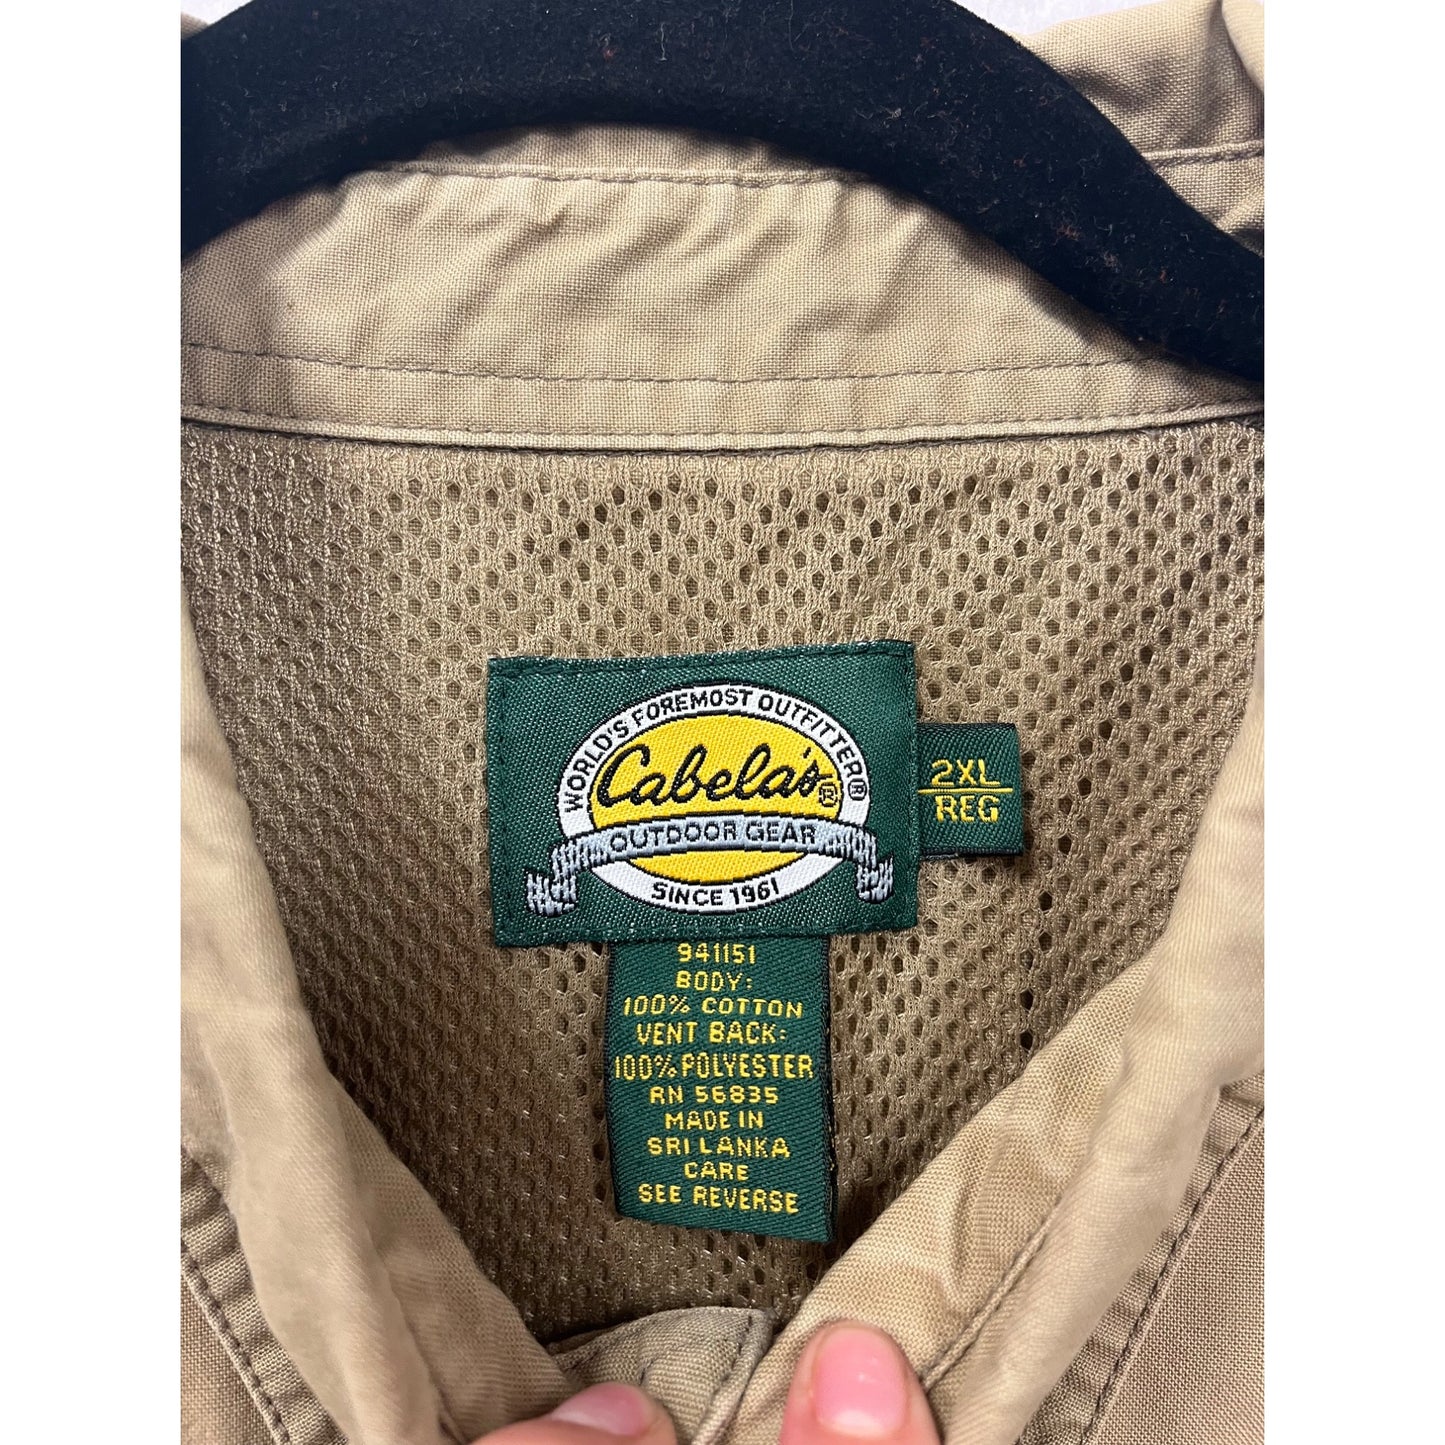 WORLD'S FOREMOST OUTFITTER®
Cabela's®
OUTDOOR GEAR
SINCE 1961
2XL
REG
941151
BODY:
100% COTTON
VENT BACK:
100% POLYESTER
RN 56835
MADE IN
SRI LANKA
CARE
SEE REVERSE